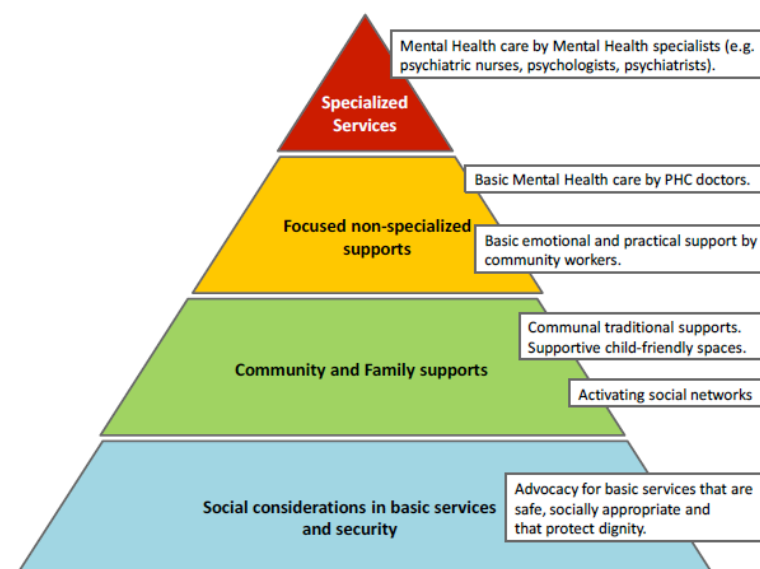 Mental Health care by Mental Health specialists (e.g.
psychiatric nurses, psychologists, psychiatrists).
Specialized
Services
Basic Mental Health care by PHC doctors.
Focused non-specialized
supports
Basic emotional and practical support by
community workers.
Communal traditional supports.
Supportive child-friendly spaces.
Community and Family supports
Activating social networks
Social considerations in basic services
and security
Advocacy for basic services that are
safe, socially appropriate and
that protect dignity.